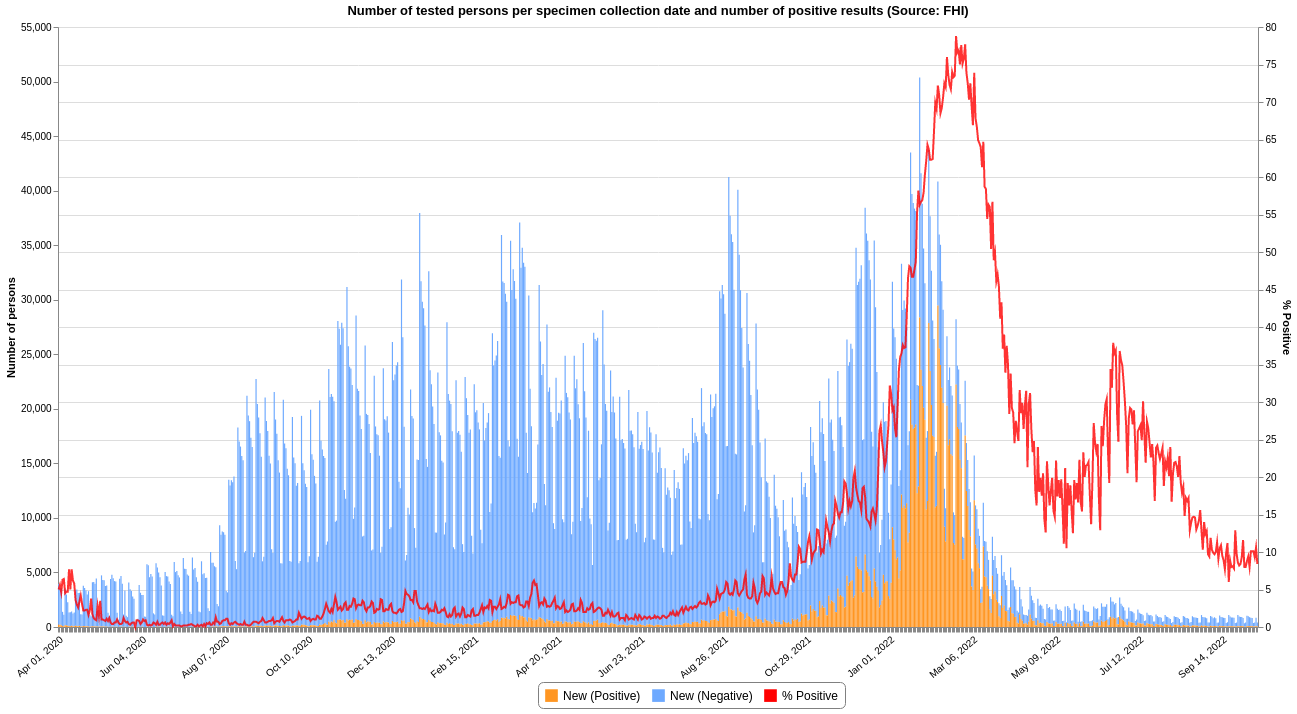 Number of tested persons per specimen collection date and number of positive results (Source: FHI)
55,000
50,000
45,000
40,000
35,000
30,000
25,000
20,000
15,000
10,000
5,000
0
Number of persons
80
75
70
65
60
55
50
45
40
35
30
25
20
15
10
5
0
% Positive
Apr 01, 2020
Jun 04, 2020
Aug 07, 2020
Oct 10, 2020
Dec 13, 2020
Feb 15, 2021
Apr 20, 2021
Jun 23, 2021
Aug 26, 2021
Oct 29, 2021
Jan 01, 2022
Mar 06, 2022
May 09, 2022
Jul 12, 2022
Sep 14, 2022
New (Positive) New (Negative) % Positive